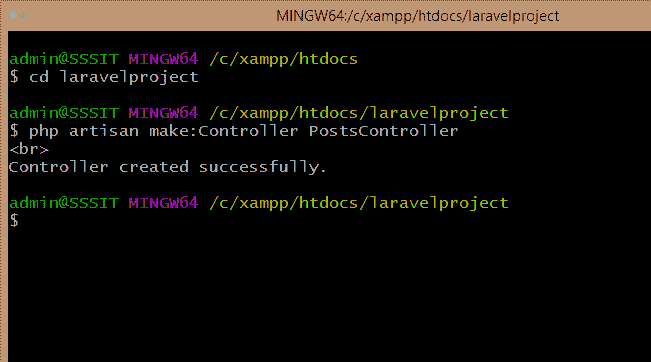 MINGW64:/c/xampp/htdocs/laravelproject
admin@SSSIT MINGW64 /c/xampp/htdocs
$ cd laravelproject
admin@SSSIT MINGW64 /c/xampp/htdocs/laravelproject
$ php artisan make:Controller PostsController
<br>
Controller created successfully.
admin@SSSIT MINGW64 /c/xampp/htdocs/laravelproject
$